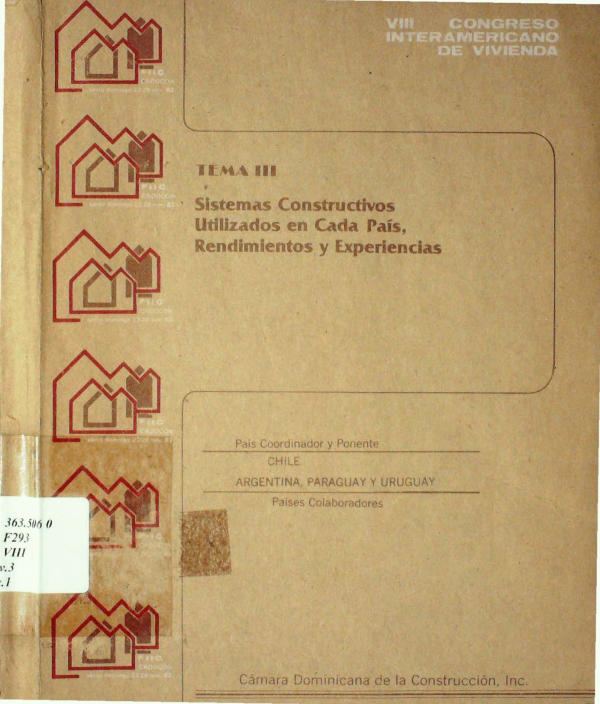 VIII CONGRESO
INTERAMERICANO
DE VIVIENDA
TEMA III
Sistemas Constructivos
Utilizados en Cada País,
Rendimientos y Experiencias
País Coordinador y Ponente
CHILE
ARGENTINA, PARAGUAY Y URUGUAY
Países Colaboradores
363.506 0
F293
VIII
v.3
Cámara Dominicana de la Construcción, Inc.